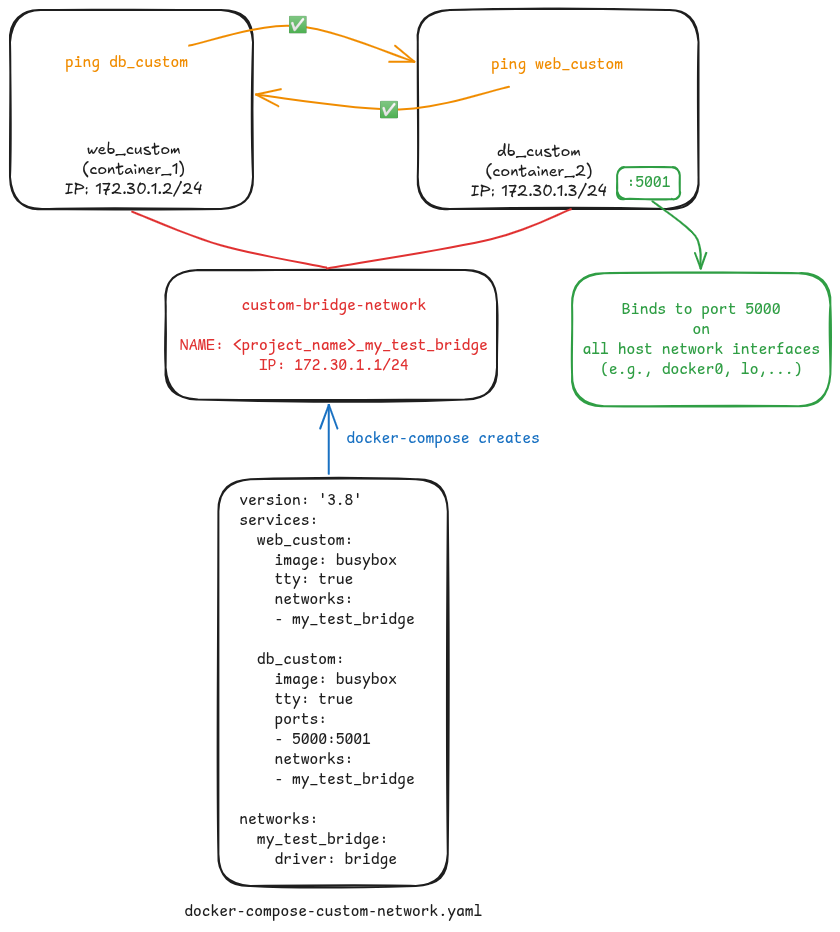 ✅
ping db_custom
ping web_custom
✅
web_custom
(container_1)
IP: 172.30.1.2/24
db_custom
(container_2)
IP: 172.30.1.3/24
:5001
custom-bridge-network
NAME: <project_name>_my_test_bridge
IP: 172.30.1.1/24
Binds to port 5000
on
all host network interfaces
(e.g., docker0, lo,...)
docker-compose creates
version: '3.8'
services:
  web_custom:
    image: busybox
    tty: true
    networks:
    - my_test_bridge
  db_custom:
    image: busybox
    tty: true
    ports:
    - 5000:5001
    networks:
    - my_test_bridge
networks:
  my_test_bridge:
    driver: bridge
docker-compose-custom-network.yaml